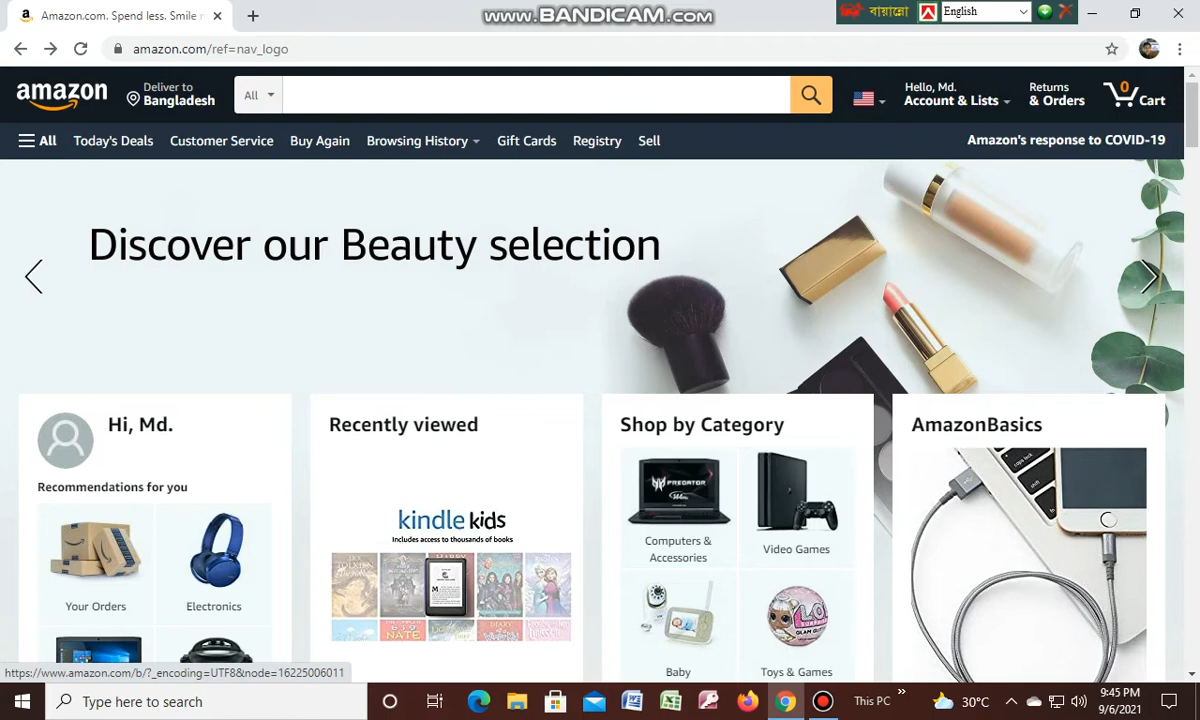 Amazon.com. Spend less. Smile m
www.BANDICAM.com
বায়ান্নো
English
amazon.com/ref=nav_logo
amazon
Deliver to
Bangladesh
All
Hello, Md.
Account & Lists
Returns
& Orders
0
Cart
All
Today's Deals
Customer Service
Buy Again
Browsing History
Gift Cards
Registry
Sell
Amazon's response to COVID-19
Discover our Beauty selection
Hi, Md.
Recommendations for you
Your Orders
Electronics
Recently viewed
kindle kids
Includes access to thousands of books
Shop by Category
PREDATOR
Computers &
Accessories
Video Games
Baby
Toys & Games
AmazonBasics
https://www.amazon.com/b/?_encoding=UTF8&node=16225006011
Type here to search
This PC
30°C
9:45 PM
9/6/2021